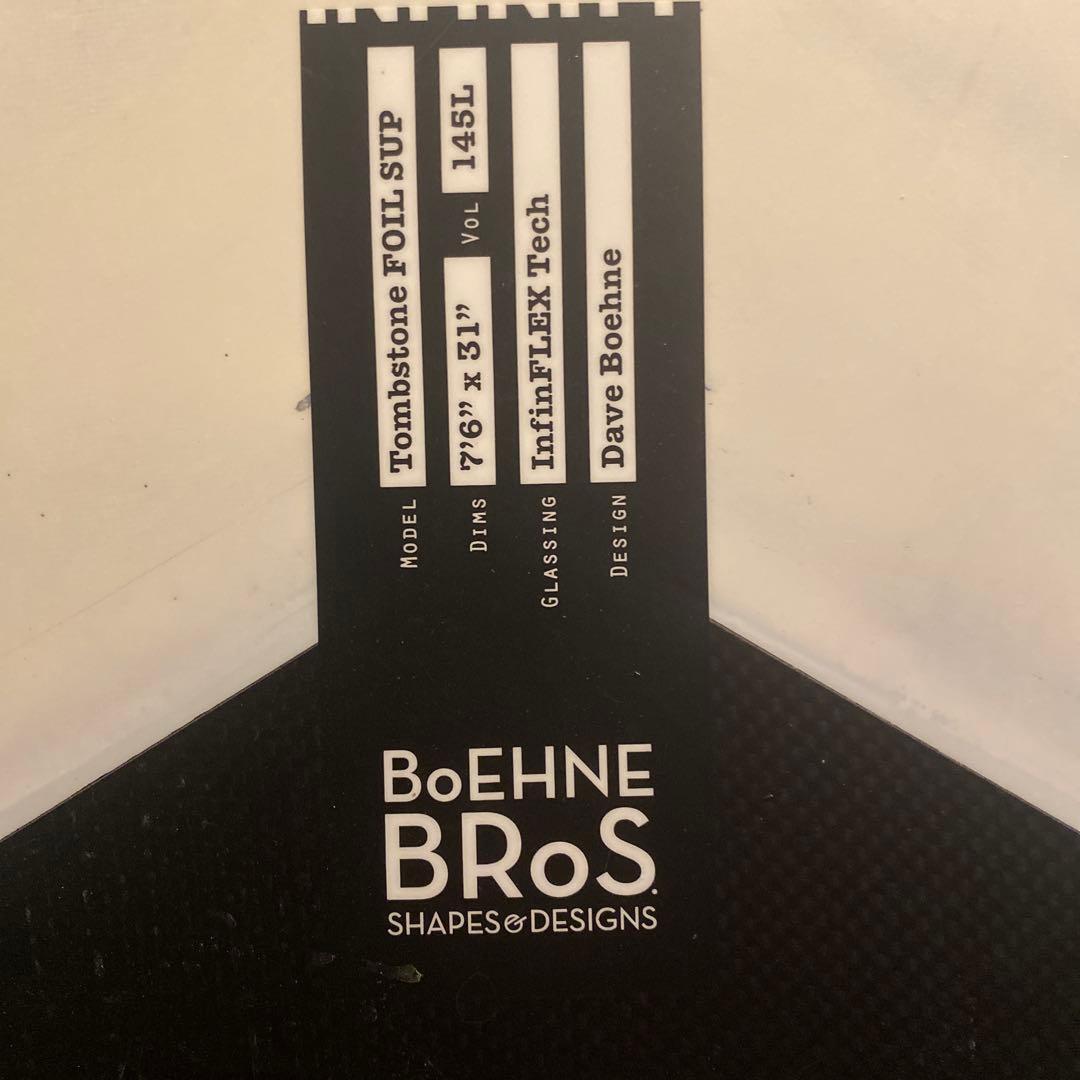 MODEL Tombstone FOIL SUP
DIMS 7’6” x 31” VOL 145L
GLASSING InfinFLEX Tech
DESIGN Dave Boehne
BoEHNE
BRoS.
SHAPES & DESIGNS